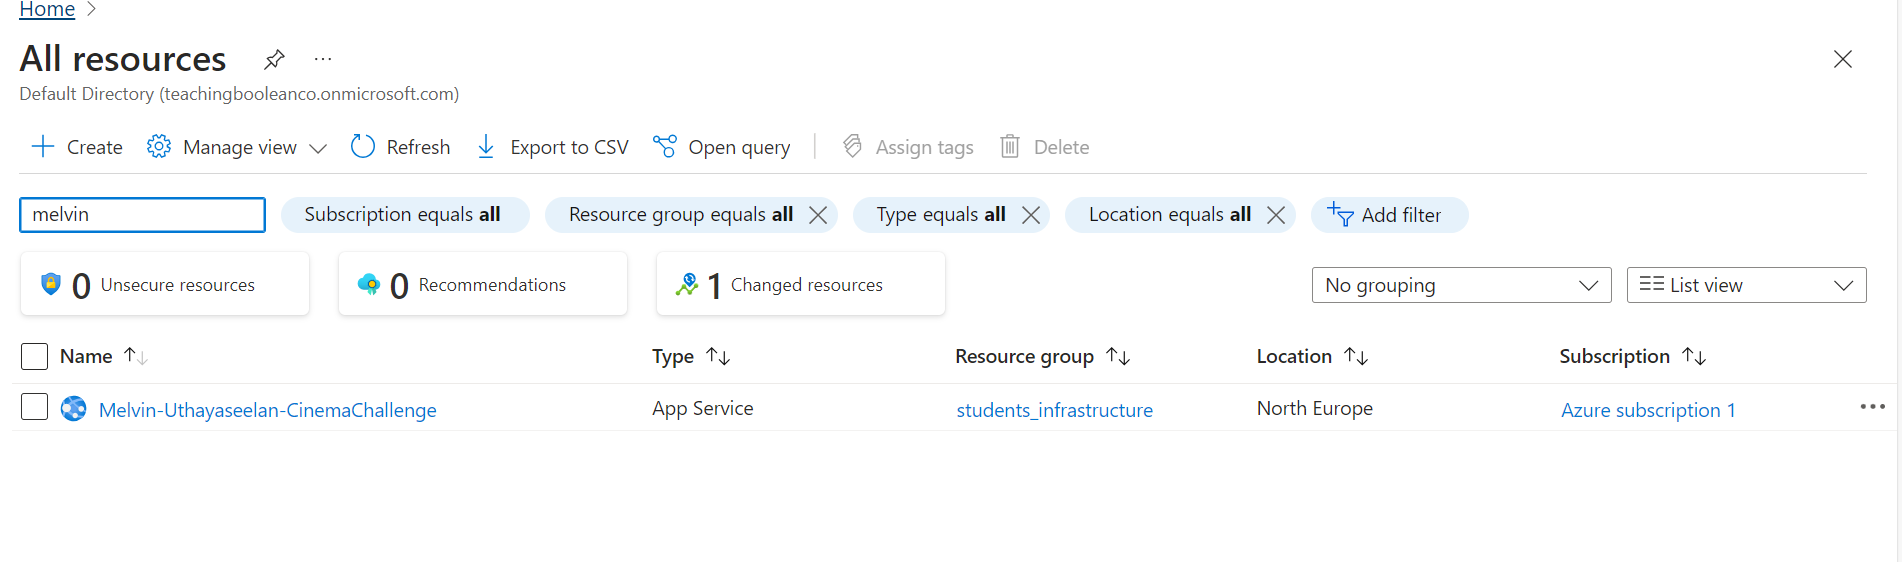 Home
All resources
Default Directory (teachingbooleanco.onmicrosoft.com)
Create Manage view Refresh Export to CSV Open query Assign tags Delete
melvin Subscription equals all Resource group equals all Type equals all Location equals all Add filter
0 Unsecure resources 0 Recommendations 1 Changed resources No grouping List view
Name Type Resource group Location Subscription
Melvin-Uthayaseelan-CinemaChallenge App Service students_infrastructure North Europe Azure subscription 1